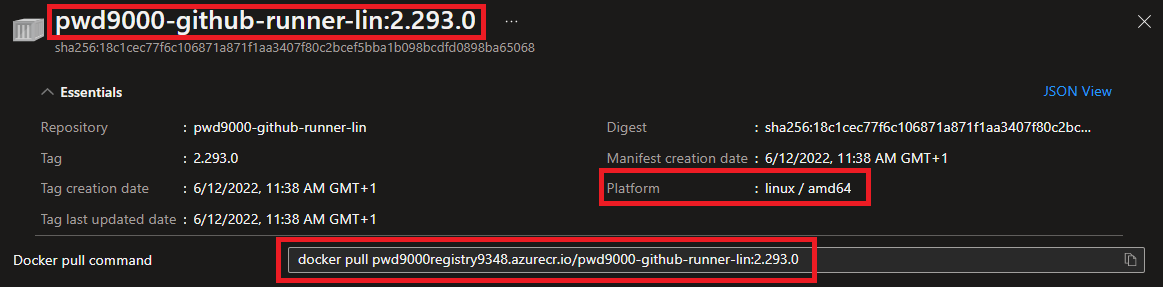 pwd9000-github-runner-lin:2.293.0 ...
sha256:18c1cec77f6c106871a871f1aa3407f80c2bcef5bba1b098bcdfd0898ba65068
Essentials
JSON View
Repository : pwd9000-github-runner-lin
Digest : sha256:18c1cec77f6c106871a871f1aa3407f80c2bc...
Tag : 2.293.0
Manifest creation date : 6/12/2022, 11:38 AM GMT+1
Tag creation date : 6/12/2022, 11:38 AM GMT+1
Platform : linux / amd64
Tag last updated date : 6/12/2022, 11:38 AM GMT+1
Docker pull command
docker pull pwd9000registry9348.azurecr.io/pwd9000-github-runner-lin:2.293.0